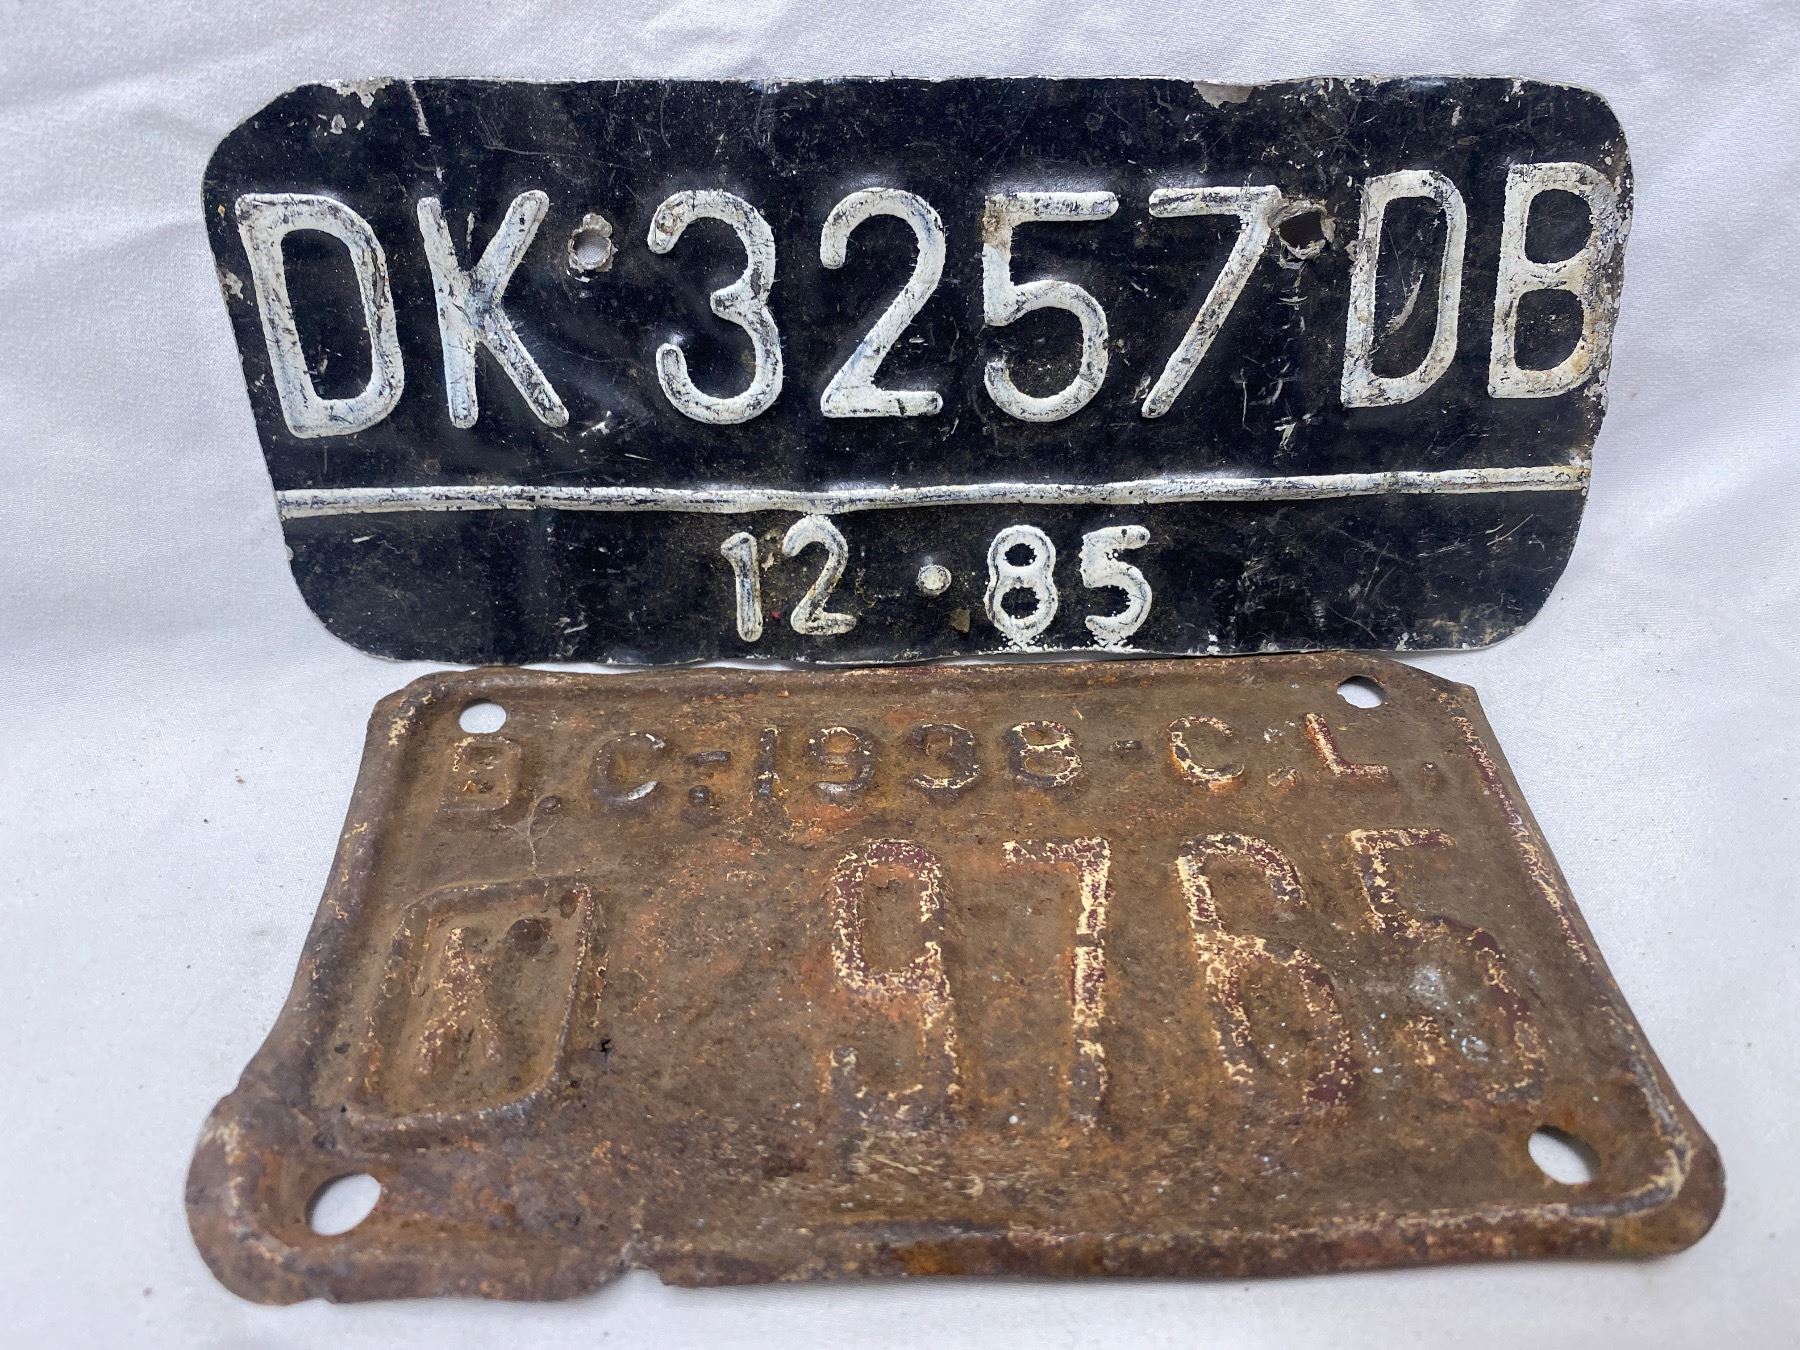 DK 3257 DB
12 · 85
B.C.-1938-C.L.
K 9765